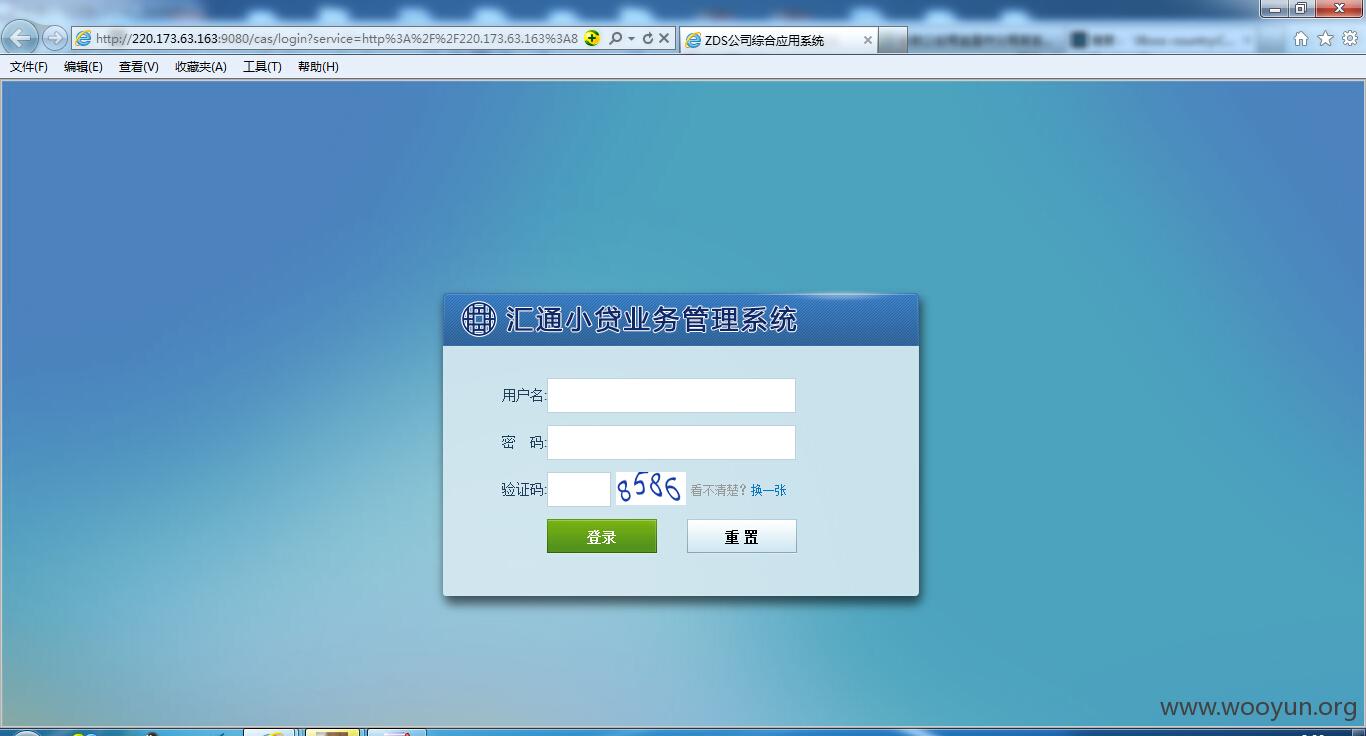 http://220.173.63.163:9080/cas/login?service=http%3A%2F%2F220.173.63.163%3A8
ZDS公司综合应用系统
文件(F) 编辑(E) 查看(V) 收藏夹(A) 工具(T) 帮助(H)
汇通小贷业务管理系统
用户名:
密 码:
验证码: 8586 看不清楚? 换一张
登录 重 置
www.wooyun.org